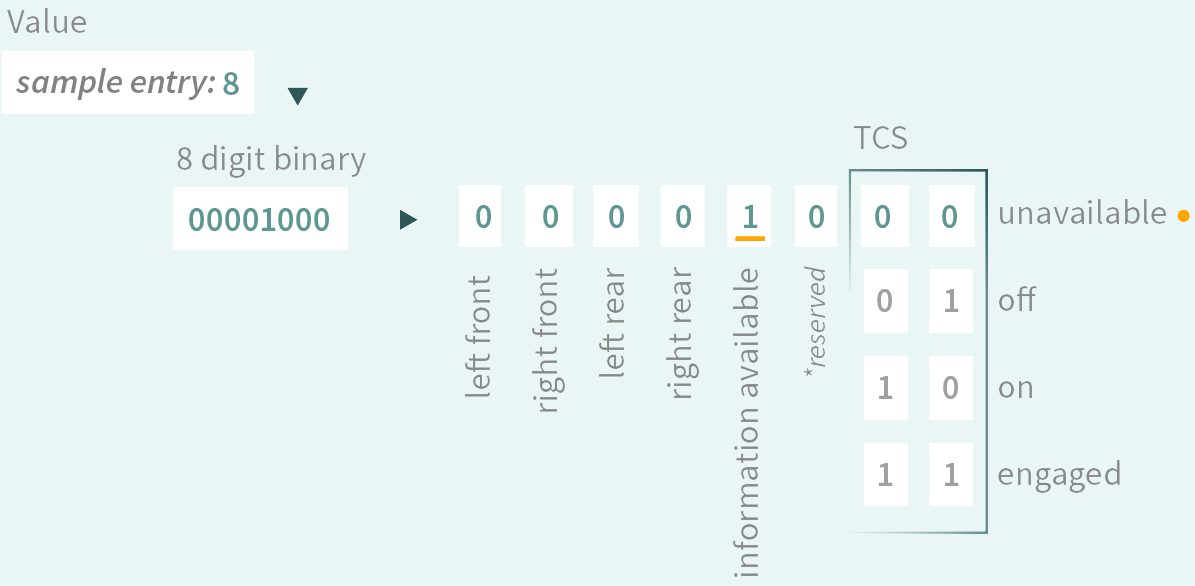 Value
sample entry: 8
8 digit binary
TCS
00001000
0 0 0 0 1 0 0 0 unavailable
left front
right front
left rear
right rear
information available
*reserved
0 1 off
1 0 on
1 1 engaged